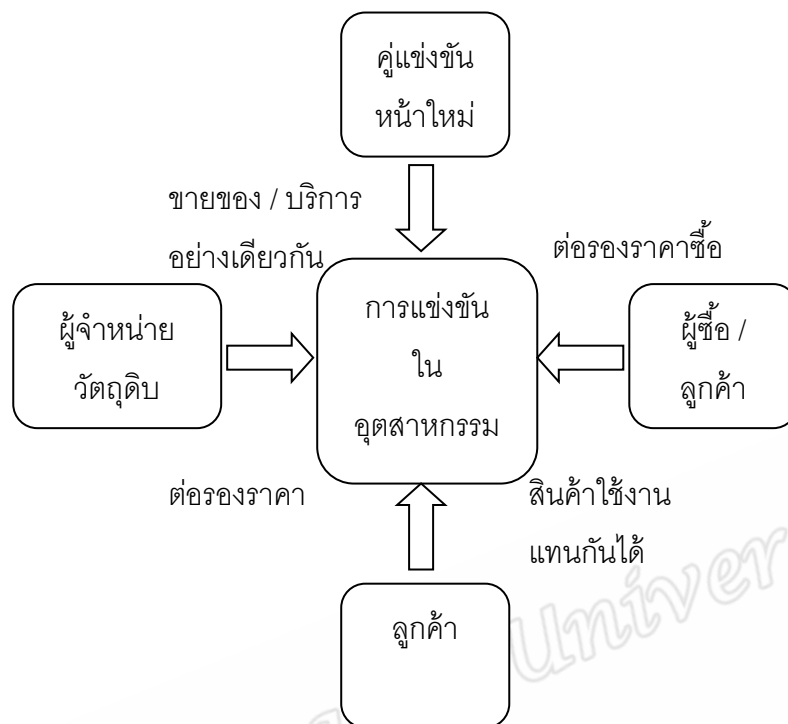 คู่แข่งขัน
หน้าใหม่
ขายของ / บริการ
อย่างเดียวกัน
ต่อรองราคาซื้อ
ผู้จำหน่าย
วัตถุดิบ
การแข่งขัน
ใน
อุตสาหกรรม
ผู้ซื้อ /
ลูกค้า
ต่อรองราคา
สินค้าใช้งาน
แทนกันได้
ลูกค้า
Univer